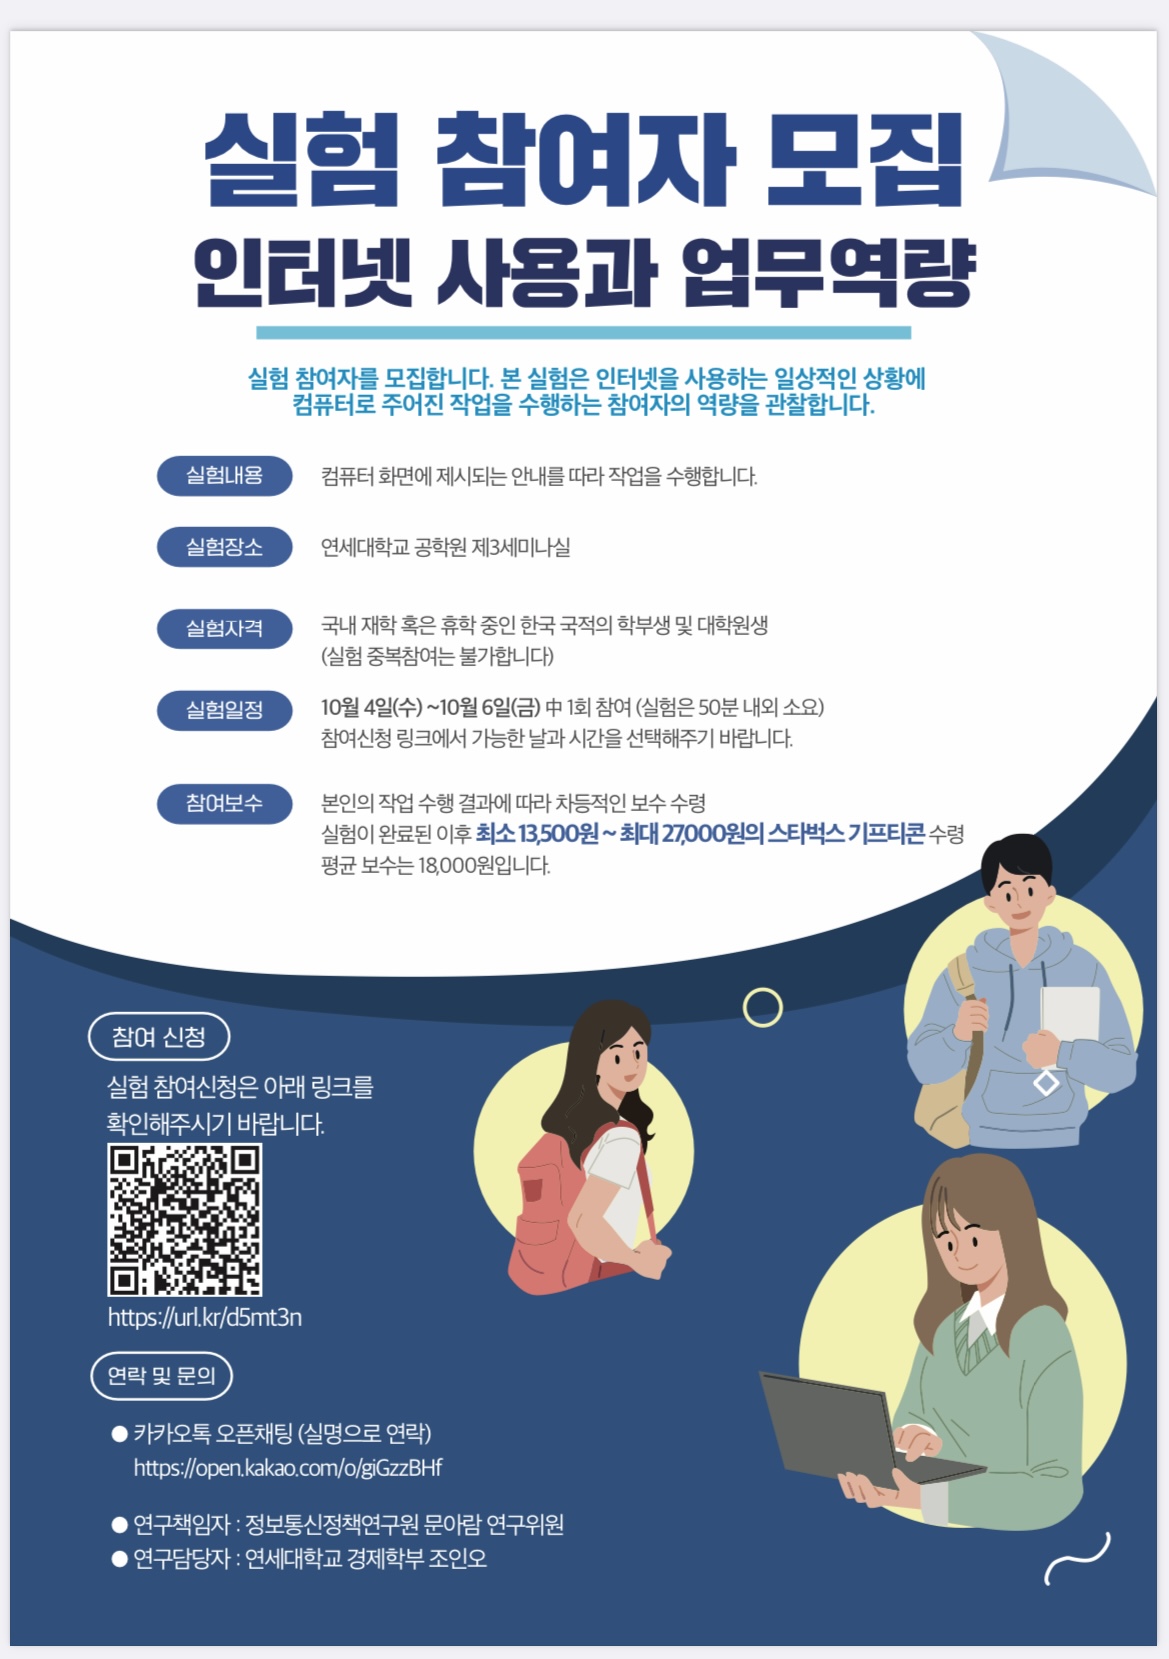 실험 참여자 모집
인터넷 사용과 업무역량
실험 참여자를 모집합니다. 본 실험은 인터넷을 사용하는 일상적인 상황에
컴퓨터로 주어진 작업을 수행하는 참여자의 역량을 관찰합니다.
실험내용 컴퓨터 화면에 제시되는 안내를 따라 작업을 수행합니다.
실험장소 연세대학교 공학원 제3세미나실
실험자격 국내 재학 혹은 휴학 중인 한국 국적의 학부생 및 대학원생
(실험 중복참여는 불가합니다)
실험일정 10월 4일(수) ~10월 6일(금) 中 1회 참여 (실험은 50분 내외 소요)
참여신청 링크에서 가능한 날과 시간을 선택해주기 바랍니다.
참여보수 본인의 작업 수행 결과에 따라 차등적인 보수 수령
실험이 완료된 이후 최소 13,500원 ~ 최대 27,000원의 스타벅스 기프티콘 수령
평균 보수는 18,000원입니다.
참여 신청
실험 참여신청은 아래 링크를
확인해주시기 바랍니다.
https://url.kr/d5mt3n
연락 및 문의
● 카카오톡 오픈채팅 (실명으로 연락)
https://open.kakao.com/o/giGzzBHf
● 연구책임자 : 정보통신정책연구원 문아람 연구위원
● 연구담당자 : 연세대학교 경제학부 조인오